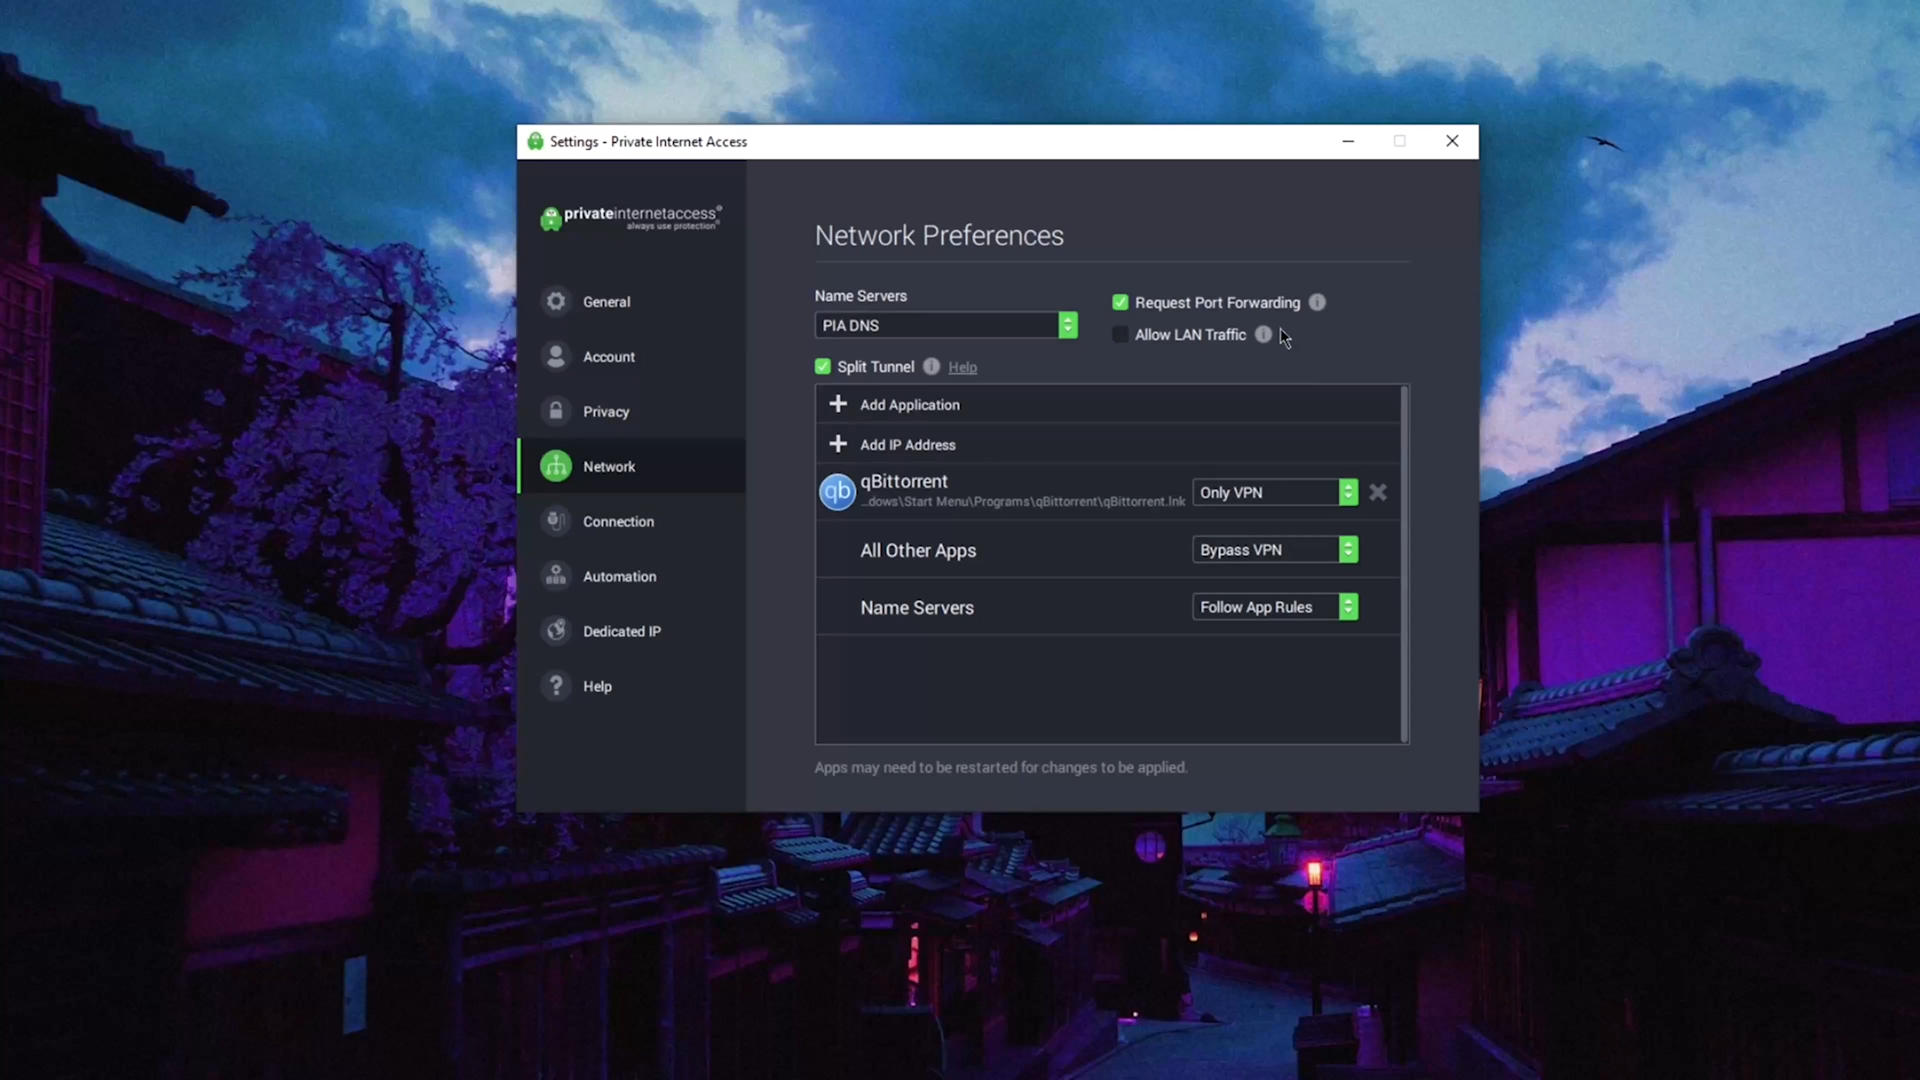 Settings - Private Internet Access
privateinternetaccess®
always use protection®
General
Account
Privacy
Network
Connection
Automation
Dedicated IP
Help
Network Preferences
Name Servers
PIA DNS
Request Port Forwarding
Allow LAN Traffic
Split Tunnel Help
Add Application
Add IP Address
qb
qBittorrent
...dows\Start Menu\Programs\qBittorrent\qBittorrent.lnk
Only VPN
All Other Apps
Bypass VPN
Name Servers
Follow App Rules
Apps may need to be restarted for changes to be applied.